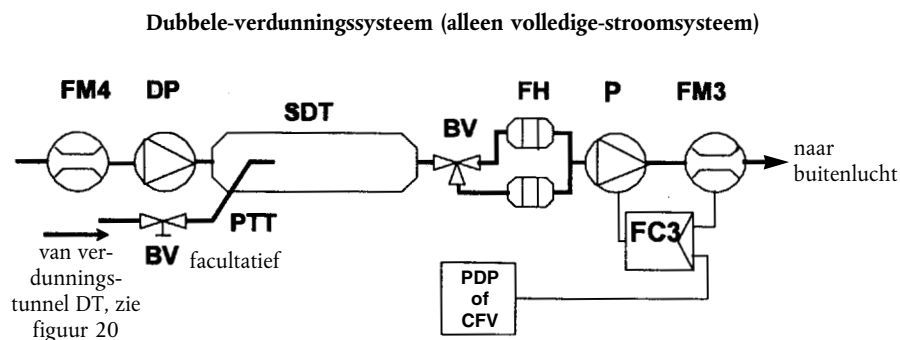 Dubbele-verdunningssysteem (alleen volledige-stroomsysteem)
FM4 DP SDT BV FH P FM3
naar
buitenlucht
PTT
BV facultatief
van ver-
dunnings-
tunnel DT, zie
figuur 20
FC3
PDP
of
CFV